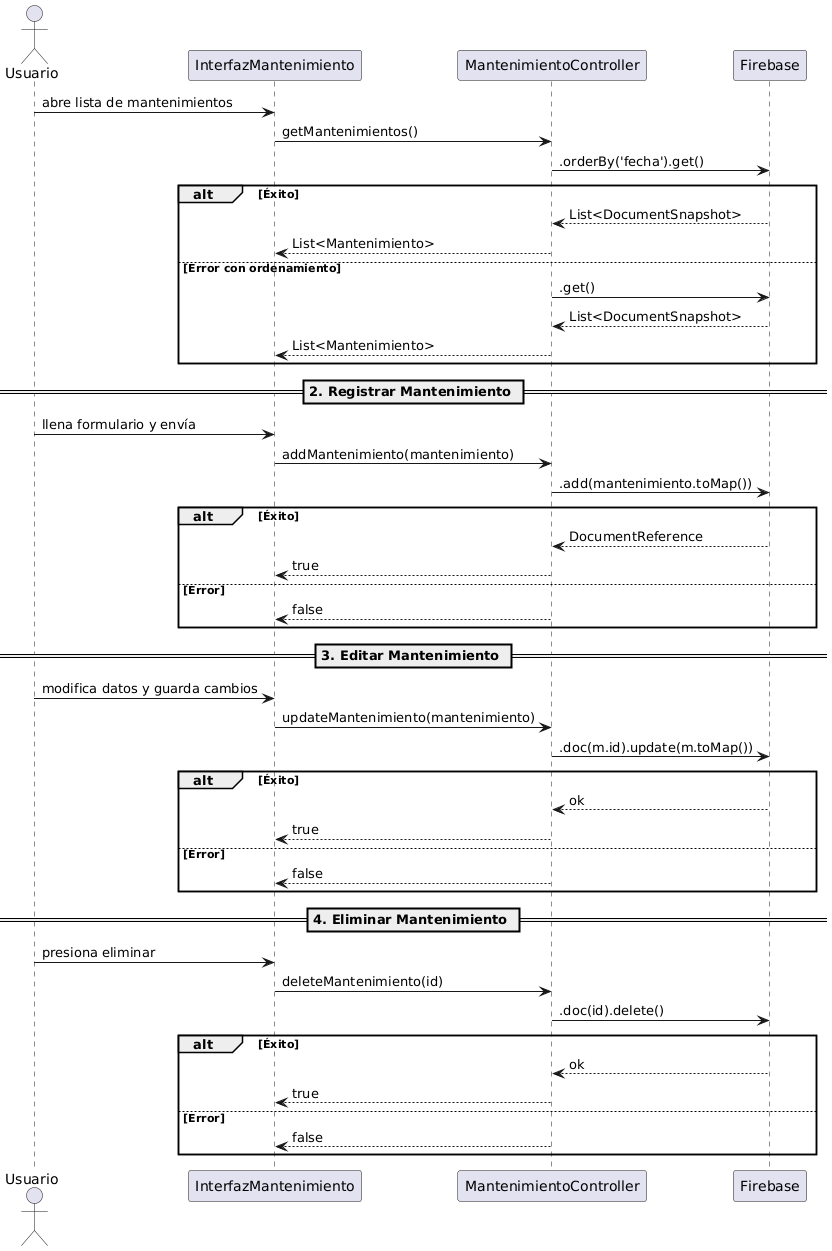 Usuario
InterfazMantenimiento
MantenimientoController
Firebase
abre lista de mantenimientos
getMantenimientos()
.orderBy('fecha').get()
alt
[Éxito]
List<DocumentSnapshot>
List<Mantenimiento>
[Error con ordenamiento]
.get()
List<DocumentSnapshot>
List<Mantenimiento>
2. Registrar Mantenimiento
llena formulario y envía
addMantenimiento(mantenimiento)
.add(mantenimiento.toMap())
alt
[Éxito]
DocumentReference
true
[Error]
false
3. Editar Mantenimiento
modifica datos y guarda cambios
updateMantenimiento(mantenimiento)
.doc(m.id).update(m.toMap())
alt
[Éxito]
ok
true
[Error]
false
4. Eliminar Mantenimiento
presiona eliminar
deleteMantenimiento(id)
.doc(id).delete()
alt
[Éxito]
ok
true
[Error]
false
Usuario
InterfazMantenimiento
MantenimientoController
Firebase